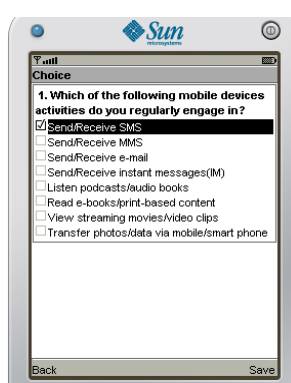 Sun
microsystems
Choice
1. Which of the following mobile devices
activities do you regularly engage in?
Send/Receive SMS
Send/Receive MMS
Send/Receive e-mail
Send/Receive instant messages(IM)
Listen podcasts/audio books
Read e-books/print-based content
View streaming movies/video clips
Transfer photos/data via mobile/smart phone
Back Save